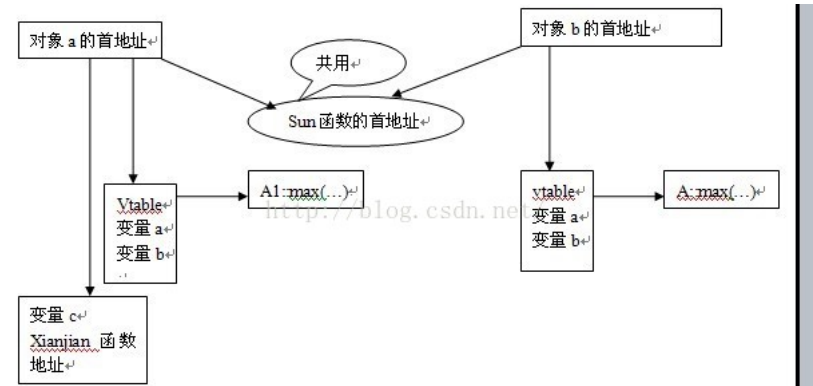 对象 a 的首地址
对象 b 的首地址
共用
Sun 函数的首地址
Vtable
变量 a
变量 b
A1::max(…)
vtable
变量 a
变量 b
A::max(…)
http://blog.csdn.net
变量 c
Xianjian 函数
地址